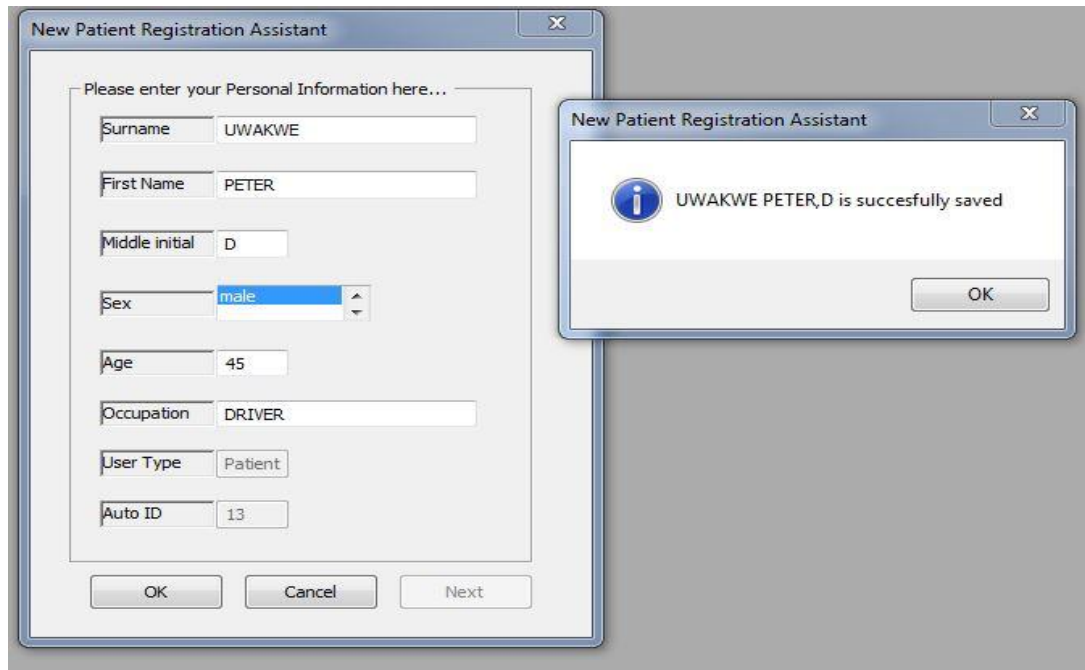 New Patient Registration Assistant
Please enter your Personal Information here...
Surname UWAKWE
First Name PETER
Middle initial D
Sex male
Age 45
Occupation DRIVER
User Type Patient
Auto ID 13
OK Cancel Next
New Patient Registration Assistant
UWAKWE PETER,D is succesfully saved
OK